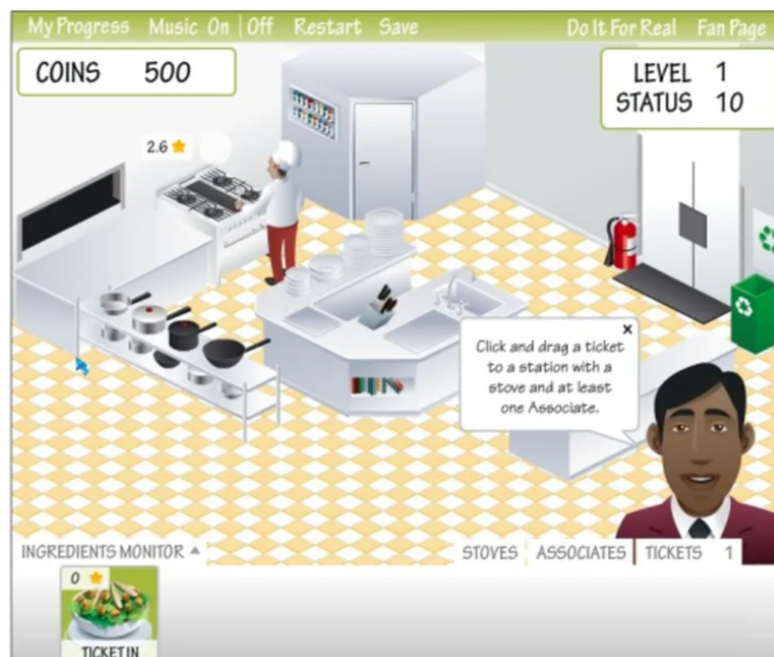 My Progress Music On | Off Restart Save Do It For Real Fan Page
COINS 500
LEVEL 1
STATUS 10
2.6
Click and drag a ticket
to a station with a
stove and at least
one Associate.
INGREDIENTS MONITOR
STOVES ASSOCIATES TICKETS 1
0
TICKET IN